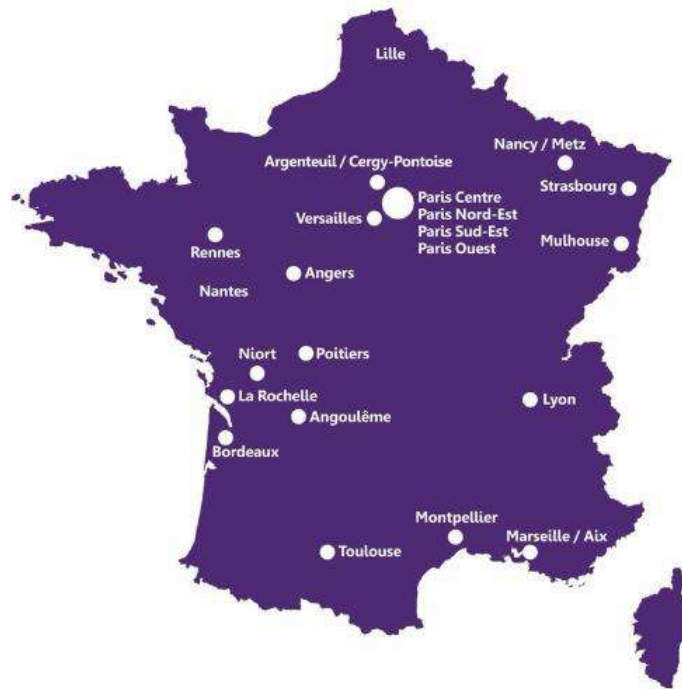 Lille
Nancy / Metz
Argenteuil / Cergy-Pontoise
Strasbourg
Paris Centre
Paris Nord-Est
Paris Sud-Est
Paris Ouest
Versailles
Mulhouse
Rennes
Angers
Nantes
Niort
Poitiers
La Rochelle
Lyon
Angoulême
Bordeaux
Montpellier
Marseille / Aix
Toulouse